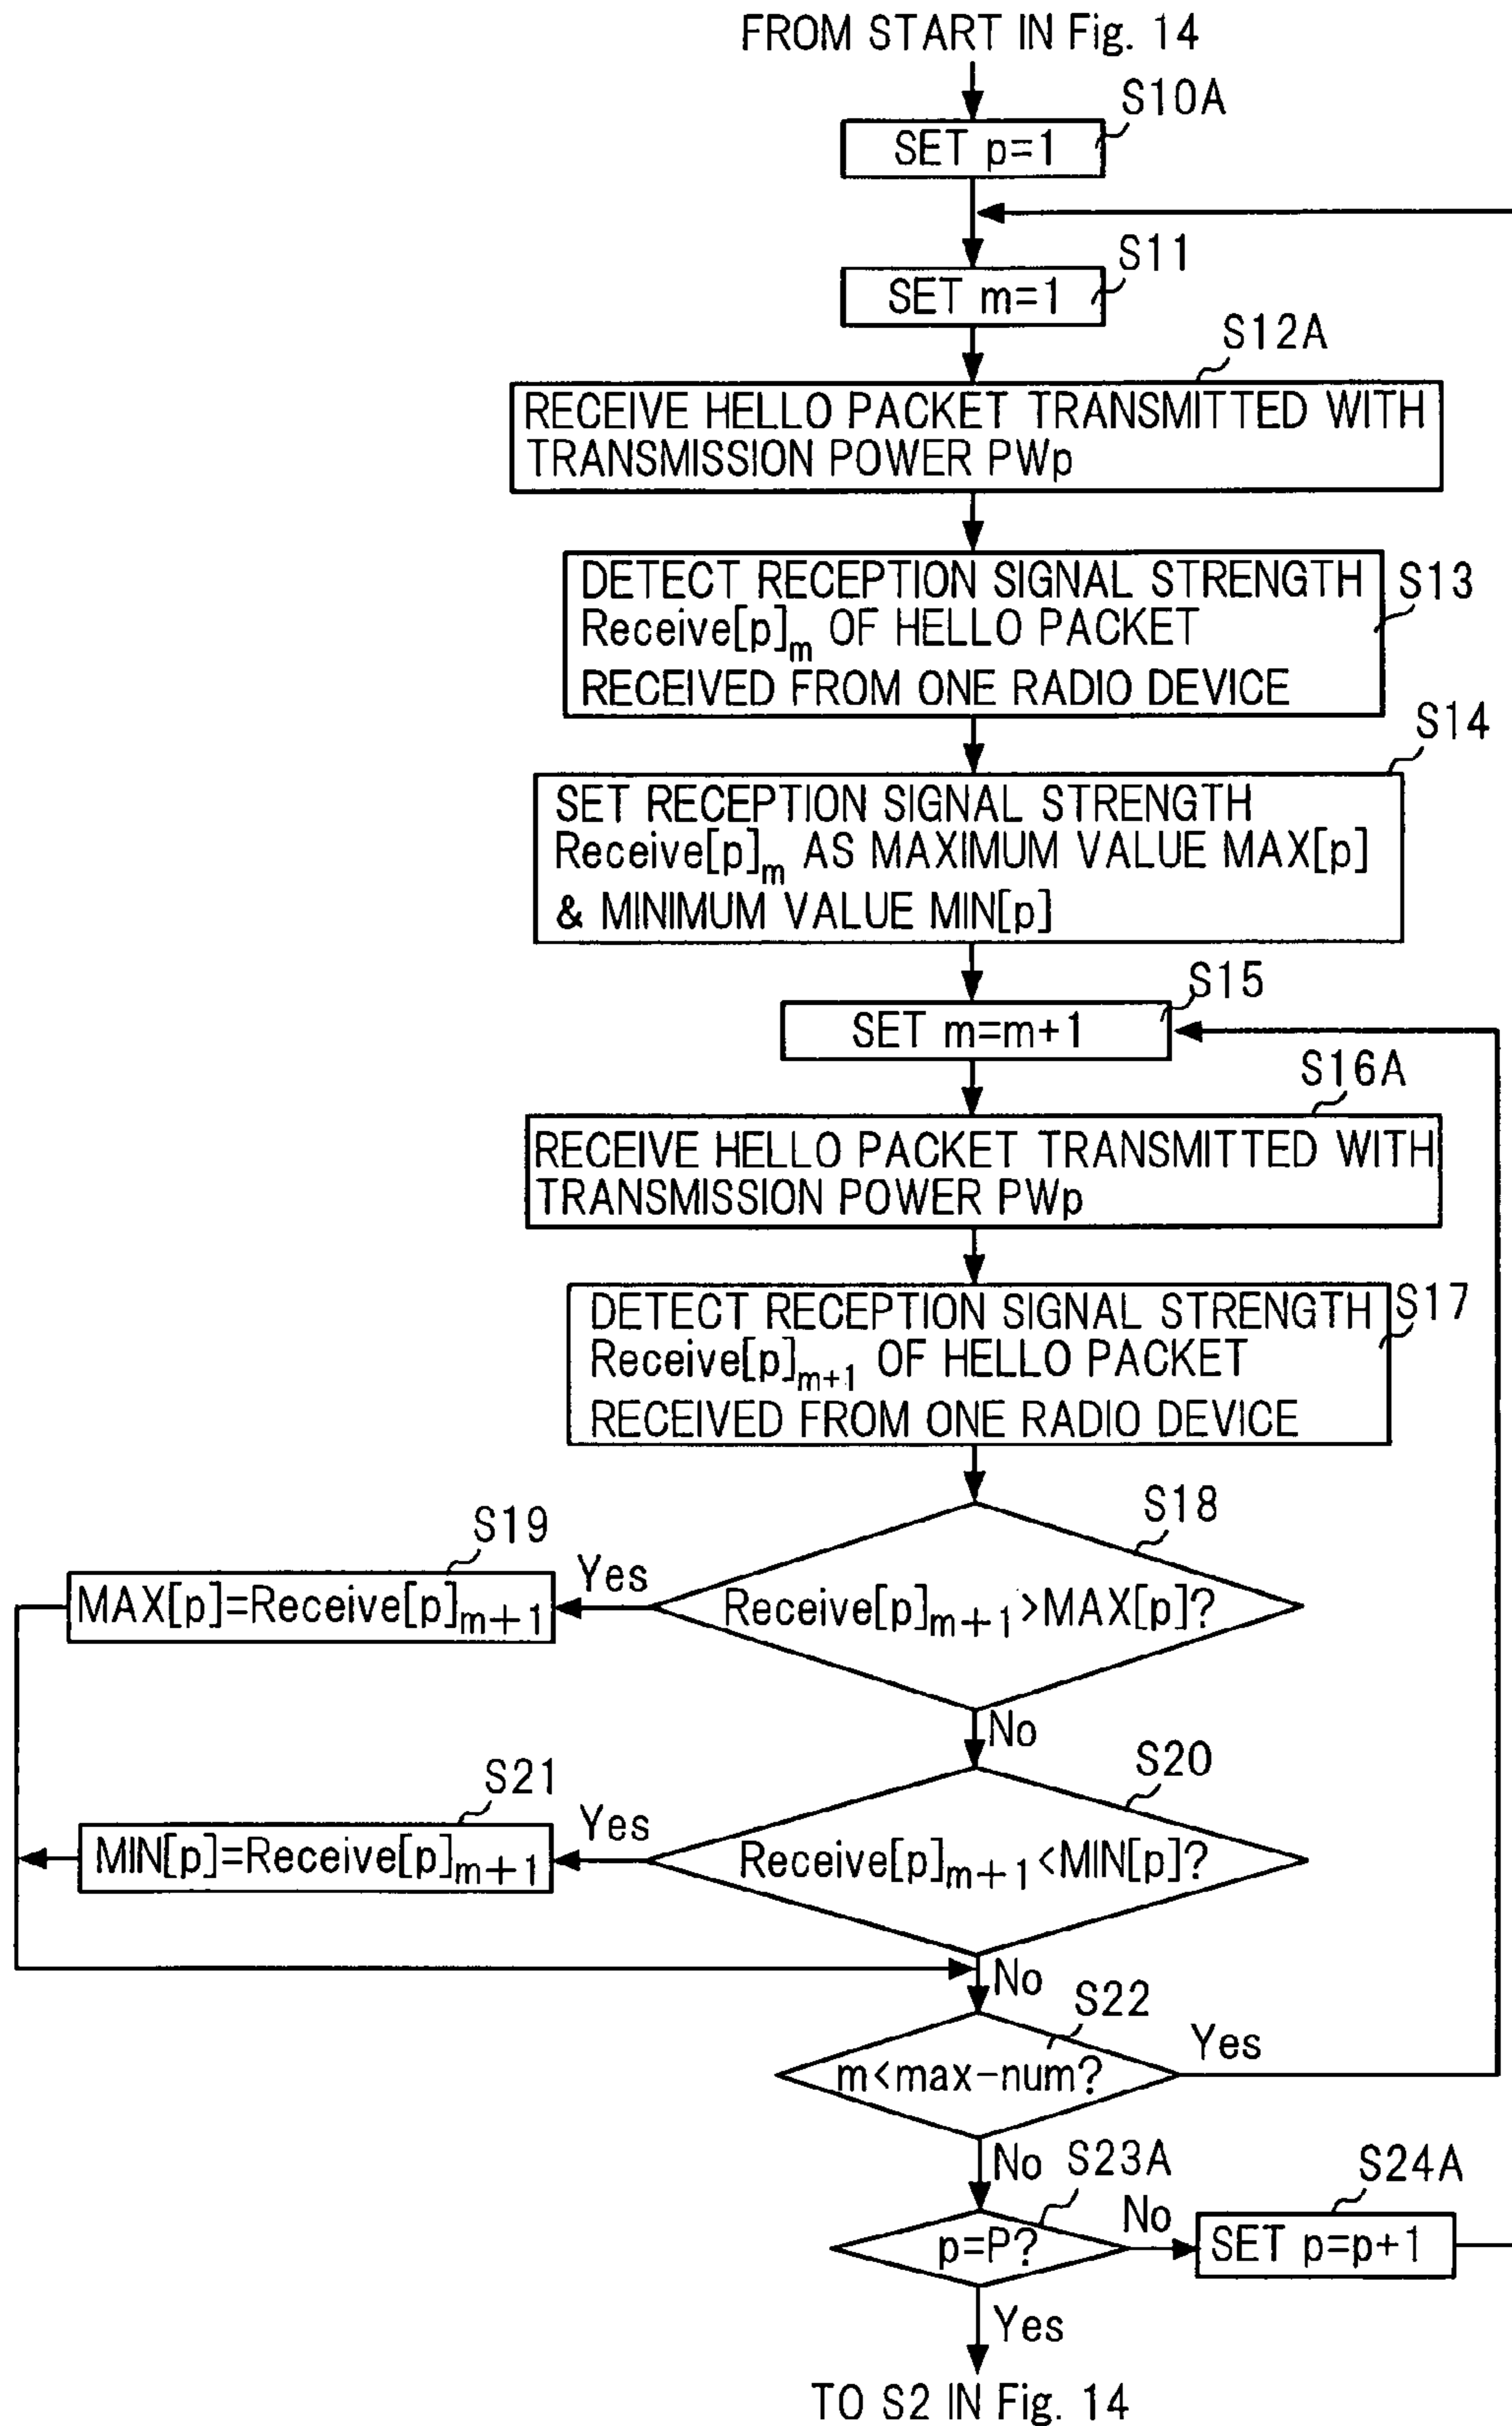 FROM START IN Fig. 14
S10A
SET p=1
S11
SET m=1
S12A
RECEIVE HELLO PACKET TRANSMITTED WITH
TRANSMISSION POWER PWp
S13
DETECT RECEPTION SIGNAL STRENGTH
Receive[p]m OF HELLO PACKET
RECEIVED FROM ONE RADIO DEVICE
S14
SET RECEPTION SIGNAL STRENGTH
Receive[p]m AS MAXIMUM VALUE MAX[p]
& MINIMUM VALUE MIN[p]
S15
SET m=m+1
S16A
RECEIVE HELLO PACKET TRANSMITTED WITH
TRANSMISSION POWER PWp
S17
DETECT RECEPTION SIGNAL STRENGTH
Receive[p]m+1 OF HELLO PACKET
RECEIVED FROM ONE RADIO DEVICE
S18
Receive[p]m+1>MAX[p]?
Yes
S19
MAX[p]=Receive[p]m+1
No
S20
Receive[p]m+1<MIN[p]?
Yes
S21
MIN[p]=Receive[p]m+1
No
S22
m<max-num?
Yes
No
S23A
p=P?
No
S24A
SET p=p+1
Yes
TO S2 IN Fig. 14